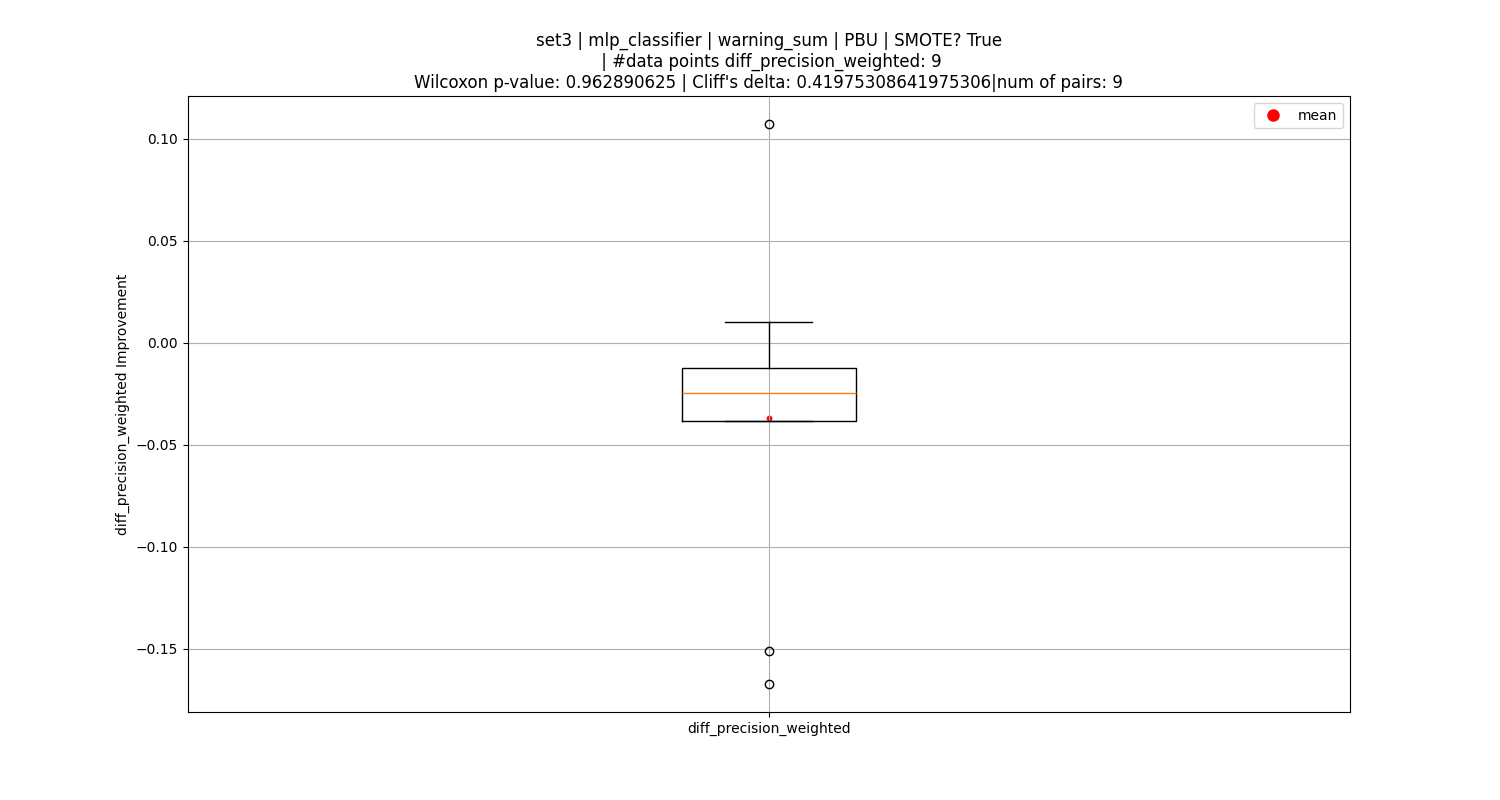 set3 | mlp_classifier | warning_sum | PBU | SMOTE? True
| #data points diff_precision_weighted: 9
Wilcoxon p-value: 0.962890625 | Cliff's delta: 0.41975308641975306|num of pairs: 9
mean
0.10
0.05
0.00
−0.05
−0.10
−0.15
diff_precision_weighted Improvement
diff_precision_weighted